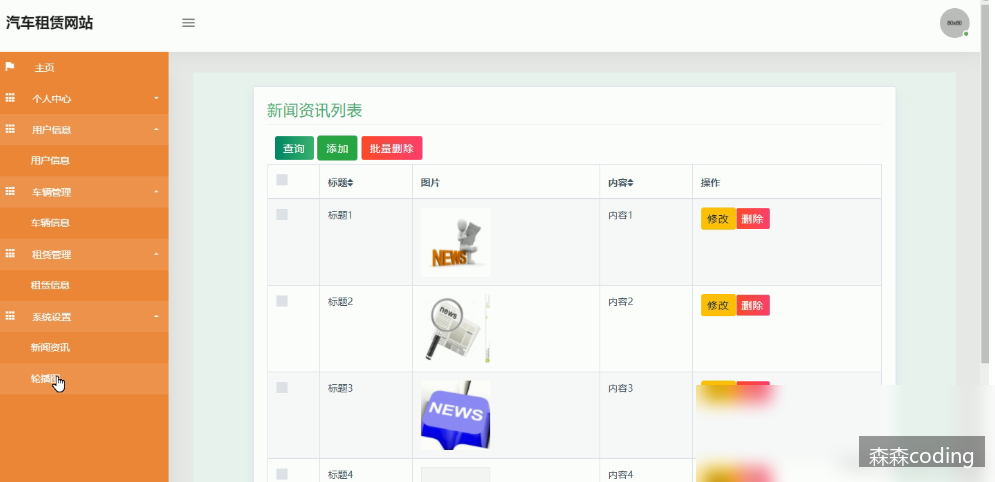 汽车租赁网站
80x80
主页
个人中心
用户信息
用户信息
车辆管理
车辆信息
租赁管理
租赁信息
系统设置
新闻资讯
轮播图
新闻资讯列表
查询 添加 批量删除
标题 图片 内容 操作
标题1 NEWS 内容1 修改 删除
标题2 news 内容2 修改 删除
标题3 NEWS 内容3
标题4 内容4
森森coding